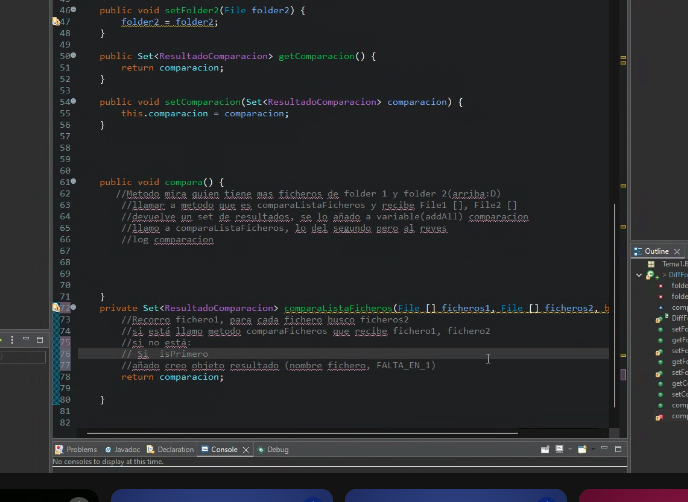 46 public void setFolder2(File folder2) {
47 folder2 = folder2;
48 }
49
50 public Set<ResultadoComparacion> getComparacion() {
51 return comparacion;
52 }
53
54 public void setComparacion(Set<ResultadoComparacion> comparacion) {
55 this.comparacion = comparacion;
56 }
57
58
59
60
61 public void compara() {
62 //Metodo mira quien tiene mas ficheros de folder 1 y folder 2(arriba:D)
63 //llamar a metodo que es comparaListaFicheros y recibe File1 [], File2 []
64 //devuelve un set de resultados, se lo añado a variable(addAll) comparacion
65 //llamo a comparaListaFicheros, lo del segundo pero al reves
66 //log comparacion
67
68
69
70
71 }
72 private Set<ResultadoComparacion> comparaListaFicheros(File [] ficheros1, File [] ficheros2, b
73 //Recorro fichero1, para cada fichero busco ficheros2
74 //si está llamo metodo comparaFicheros que recibe fichero1, fichero2
75 //si no está:
76 // Si isPrimero
77 //añado creo objeto resultado (nombre fichero, FALTA_EN_1)
78 return comparacion;
79
80 }
81
82
Problems Javadoc Declaration Console Debug
No consoles to display at this time.
Outline
Tema1.E
DiffFo
folde
folde
comp
DiffF
setFo
getFo
setFo
getFo
setFo
getCo
setCo
comp
comp